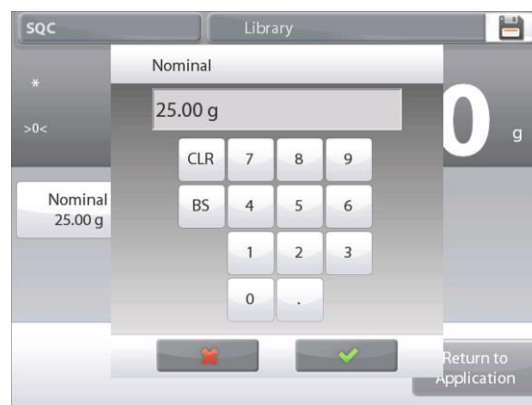 SQC
Library
Nominal
*
>0<
25.00 g
0 g
CLR 7 8 9
BS 4 5 6
1 2 3
0 .
Nominal
25.00 g
Return to
Application